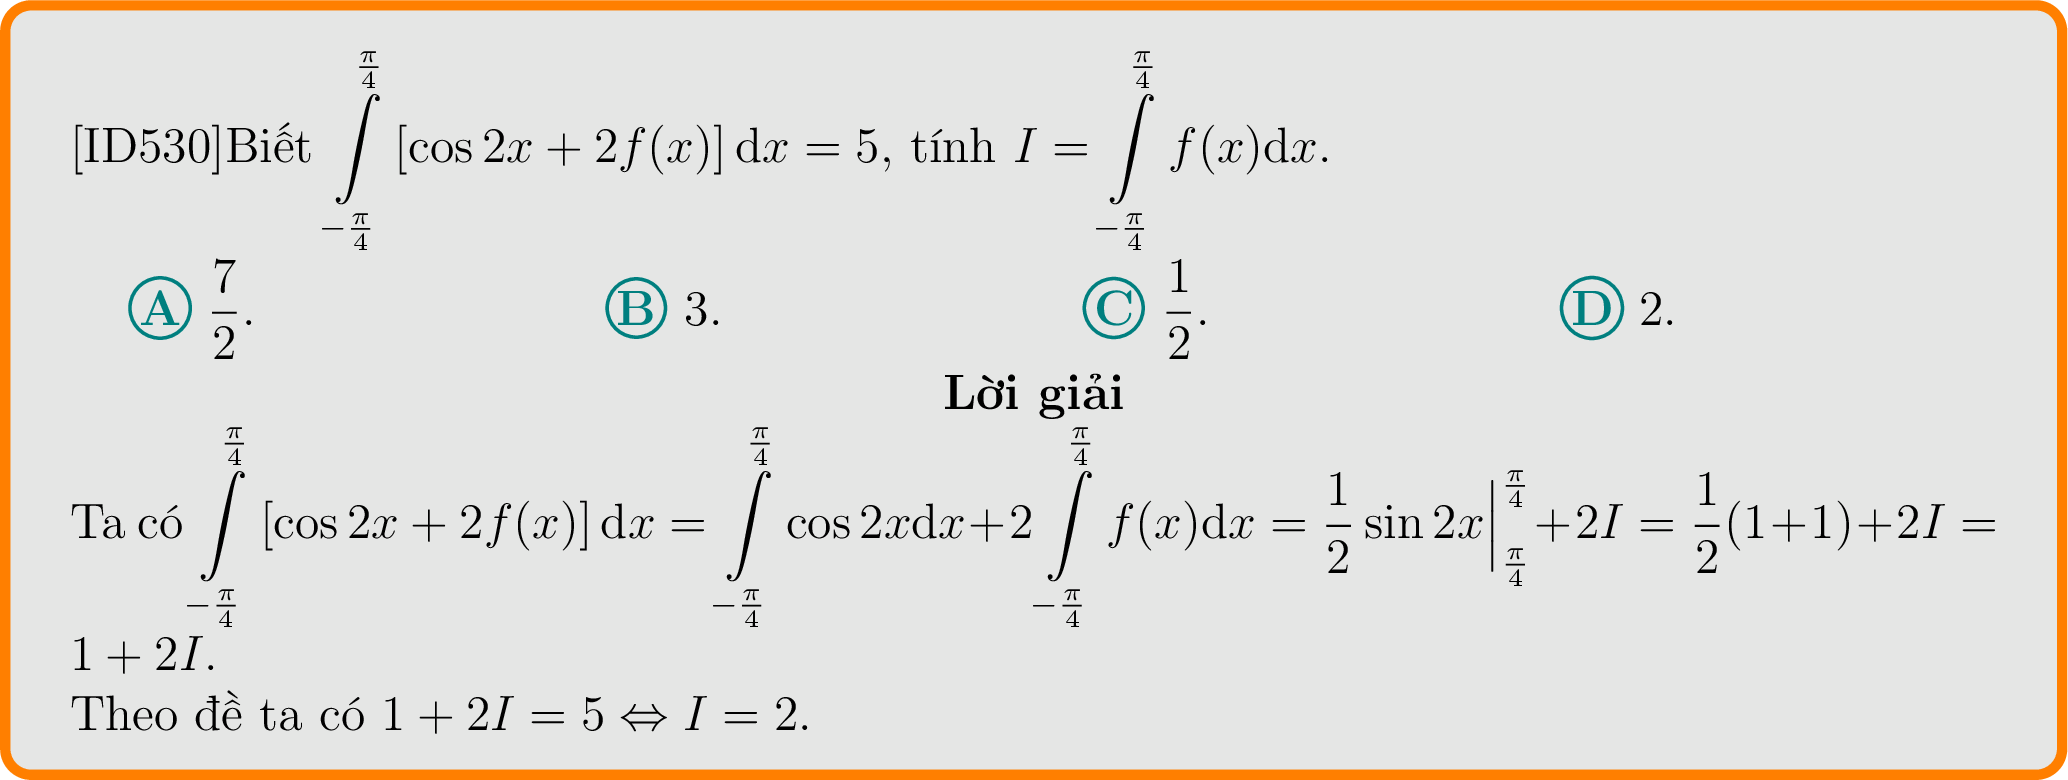 [ID530]Biết $\int\limits_{-\frac{\pi}{4}}^{\frac{\pi}{4}} [\cos 2x + 2f(x)] \, \mathrm{d}x = 5$, tính $I = \int\limits_{-\frac{\pi}{4}}^{\frac{\pi}{4}} f(x)\mathrm{d}x$.
A $\frac{7}{2}$. B 3. C $\frac{1}{2}$. D 2.
Lời giải
Ta có $\int\limits_{-\frac{\pi}{4}}^{\frac{\pi}{4}} [\cos 2x + 2f(x)] \, \mathrm{d}x = \int\limits_{-\frac{\pi}{4}}^{\frac{\pi}{4}} \cos 2x\mathrm{d}x + 2\int\limits_{-\frac{\pi}{4}}^{\frac{\pi}{4}} f(x)\mathrm{d}x = \frac{1}{2} \sin 2x \Big|_{\frac{\pi}{4}}^{\frac{\pi}{4}} + 2I = \frac{1}{2}(1+1) + 2I =$
$1 + 2I$.
Theo đề ta có $1 + 2I = 5 \Leftrightarrow I = 2$.